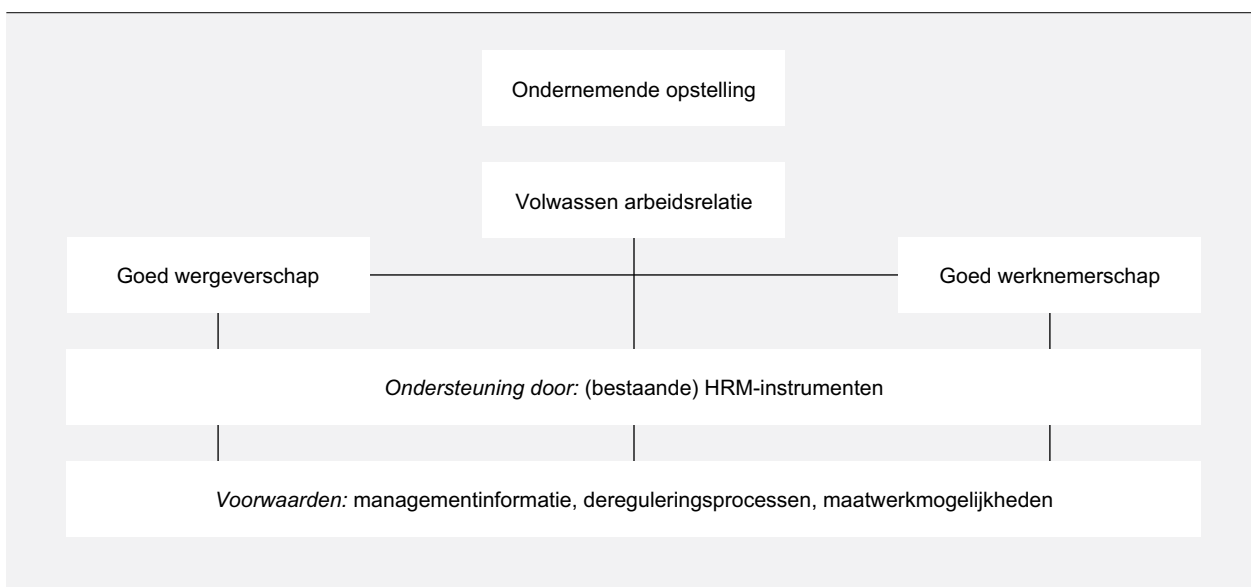 Ondernemende opstelling
Volwassen arbeidsrelatie
Goed wergeverschap
Goed werknemerschap
Ondersteuning door: (bestaande) HRM-instrumenten
Voorwaarden: managementinformatie, dereguleringsprocessen, maatwerkmogelijkheden